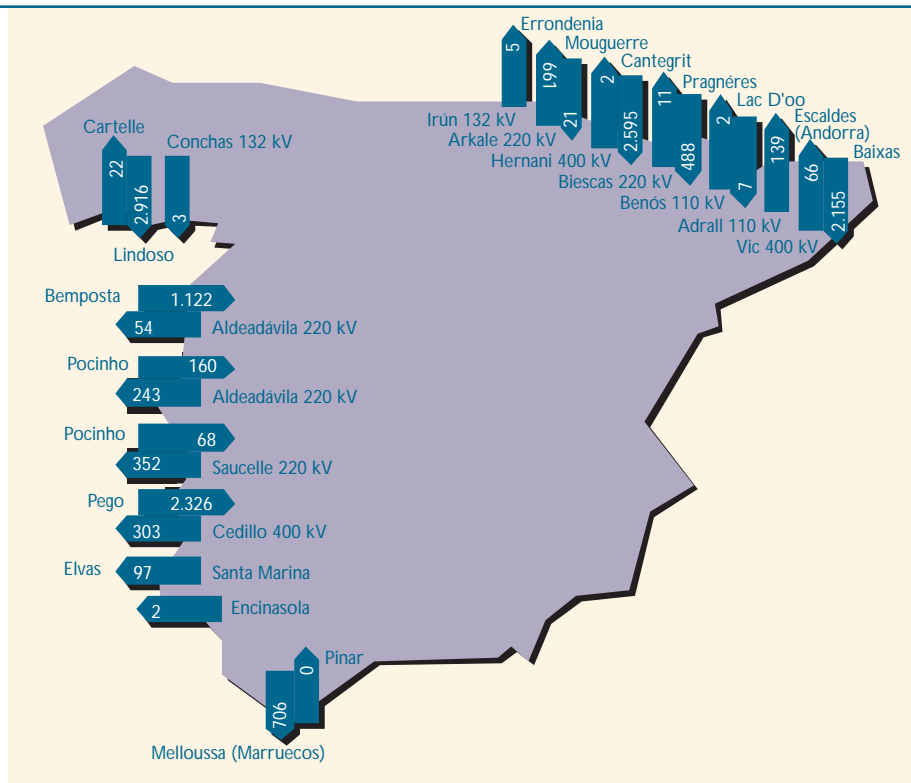 Errondenia
5
Mouguerre
199
21
Cantegrit
2
2.595
Pragnéres
11
488
Lac D'oo
2
7
Escaldes
(Andorra)
139
Baixas
66
2.155
Irún 132 kV
Arkale 220 kV
Hernani 400 kV
Biescas 220 kV
Benós 110 kV
Adrall 110 kV
Vic 400 kV
Cartelle
Conchas 132 kV
22
2.916
3
Lindoso
Bemposta
1.122
54
Aldeadávila 220 kV
Pocinho
160
243
Aldeadávila 220 kV
Pocinho
68
352
Saucelle 220 kV
Pego
2.326
303
Cedillo 400 kV
Elvas
97
Santa Marina
2
Encinasola
Pinar
0
706
Melloussa (Marruecos)